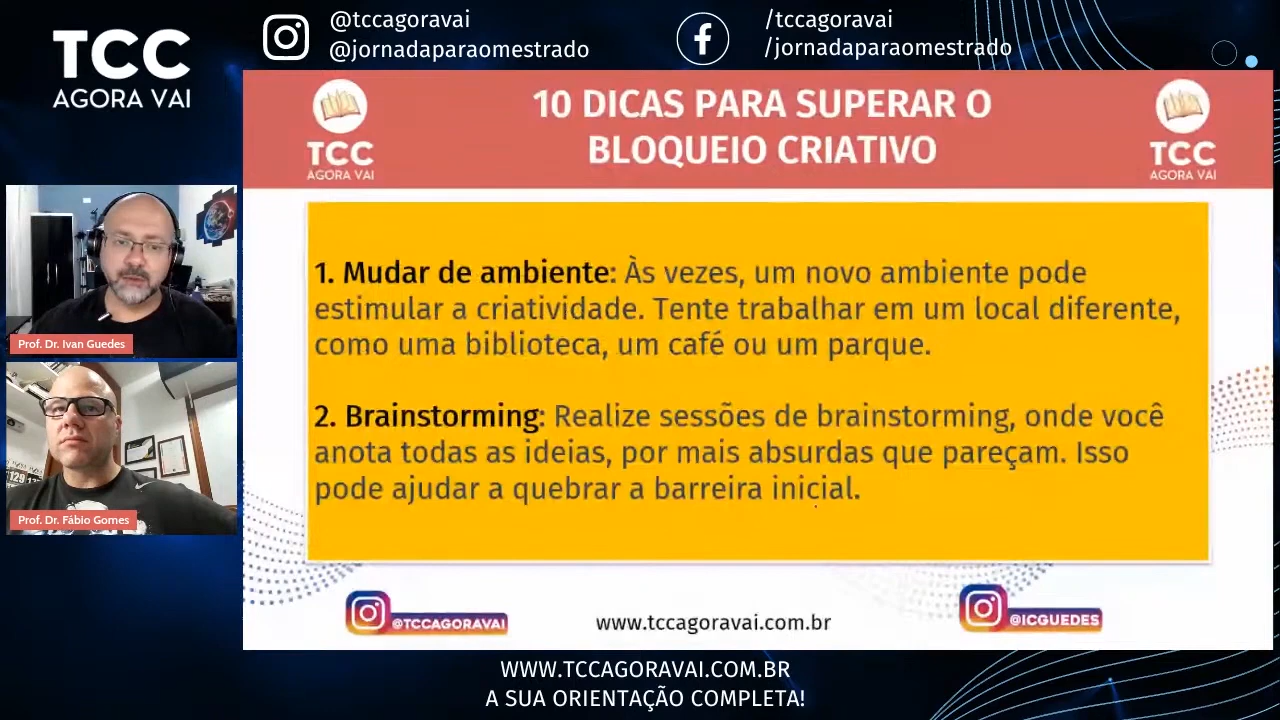 TCC
AGORA VAI
@tccagoravai
@jornadaparaomestrado
/tccagoravai
/jornadaparaomestrado
TCC
AGORA VAI
10 DICAS PARA SUPERAR O
BLOQUEIO CRIATIVO
TCC
AGORA VAI
Prof. Dr. Ivan Guedes
Prof. Dr. Fábio Gomes
1. Mudar de ambiente: Às vezes, um novo ambiente pode
estimular a criatividade. Tente trabalhar em um local diferente,
como uma biblioteca, um café ou um parque.
2. Brainstorming: Realize sessões de brainstorming, onde você
anota todas as ideias, por mais absurdas que pareçam. Isso
pode ajudar a quebrar a barreira inicial.
@TCCAGORAVAI
www.tccagoravai.com.br
@ICGUEDES
WWW.TCCAGORAVAI.COM.BR
A SUA ORIENTAÇÃO COMPLETA!